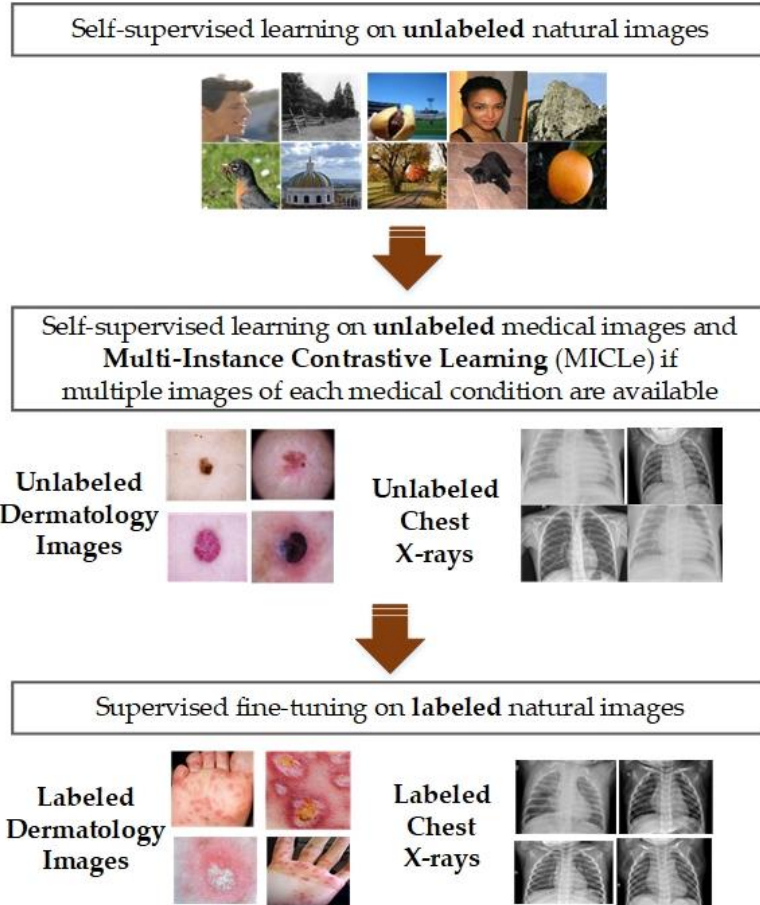 Self-supervised learning on unlabeled natural images
Self-supervised learning on unlabeled medical images and
Multi-Instance Contrastive Learning (MICLe) if
multiple images of each medical condition are available
Unlabeled
Dermatology
Images
Unlabeled
Chest
X-rays
Supervised fine-tuning on labeled natural images
Labeled
Dermatology
Images
Labeled
Chest
X-rays